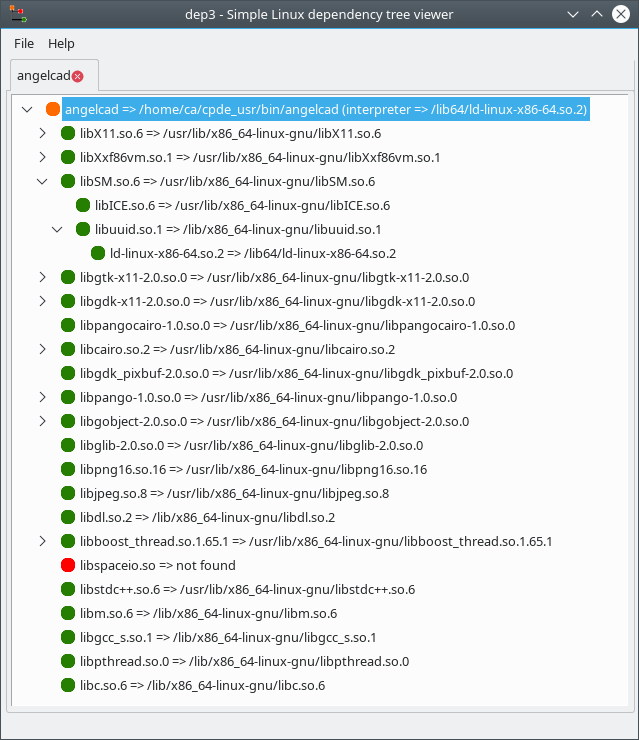 dep3 - Simple Linux dependency tree viewer
File Help
angelcad
angelcad => /home/ca/cpde_usr/bin/angelcad (interpreter => /lib64/ld-linux-x86-64.so.2)
libX11.so.6 => /usr/lib/x86_64-linux-gnu/libX11.so.6
libXxf86vm.so.1 => /usr/lib/x86_64-linux-gnu/libXxf86vm.so.1
libSM.so.6 => /usr/lib/x86_64-linux-gnu/libSM.so.6
libICE.so.6 => /usr/lib/x86_64-linux-gnu/libICE.so.6
libuuid.so.1 => /lib/x86_64-linux-gnu/libuuid.so.1
ld-linux-x86-64.so.2 => /lib64/ld-linux-x86-64.so.2
libgtk-x11-2.0.so.0 => /usr/lib/x86_64-linux-gnu/libgtk-x11-2.0.so.0
libgdk-x11-2.0.so.0 => /usr/lib/x86_64-linux-gnu/libgdk-x11-2.0.so.0
libpangocairo-1.0.so.0 => /usr/lib/x86_64-linux-gnu/libpangocairo-1.0.so.0
libcairo.so.2 => /usr/lib/x86_64-linux-gnu/libcairo.so.2
libgdk_pixbuf-2.0.so.0 => /usr/lib/x86_64-linux-gnu/libgdk_pixbuf-2.0.so.0
libpango-1.0.so.0 => /usr/lib/x86_64-linux-gnu/libpango-1.0.so.0
libgobject-2.0.so.0 => /usr/lib/x86_64-linux-gnu/libgobject-2.0.so.0
libglib-2.0.so.0 => /usr/lib/x86_64-linux-gnu/libglib-2.0.so.0
libpng16.so.16 => /usr/lib/x86_64-linux-gnu/libpng16.so.16
libjpeg.so.8 => /usr/lib/x86_64-linux-gnu/libjpeg.so.8
libdl.so.2 => /lib/x86_64-linux-gnu/libdl.so.2
libboost_thread.so.1.65.1 => /usr/lib/x86_64-linux-gnu/libboost_thread.so.1.65.1
libspaceio.so => not found
libstdc++.so.6 => /usr/lib/x86_64-linux-gnu/libstdc++.so.6
libm.so.6 => /lib/x86_64-linux-gnu/libm.so.6
libgcc_s.so.1 => /lib/x86_64-linux-gnu/libgcc_s.so.1
libpthread.so.0 => /lib/x86_64-linux-gnu/libpthread.so.0
libc.so.6 => /lib/x86_64-linux-gnu/libc.so.6